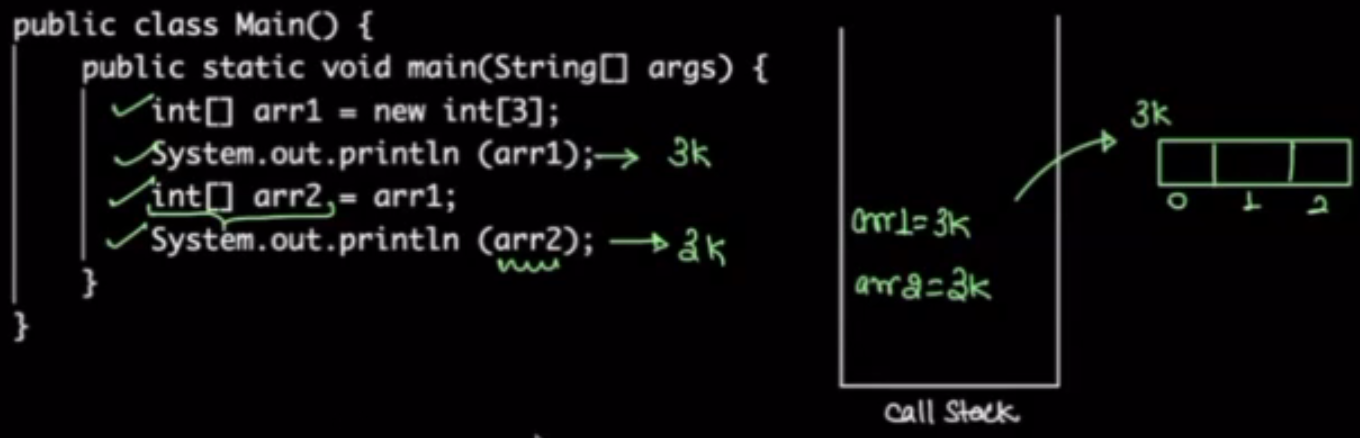 public class Main() {
public static void main(String[] args) {
int[] arr1 = new int[3];
System.out.println (arr1); → 3k
int[] arr2 = arr1;
System.out.println (arr2); → 3k
}
}
arr1=3k
arr2=3k
Call Stack
3k
0 1 2